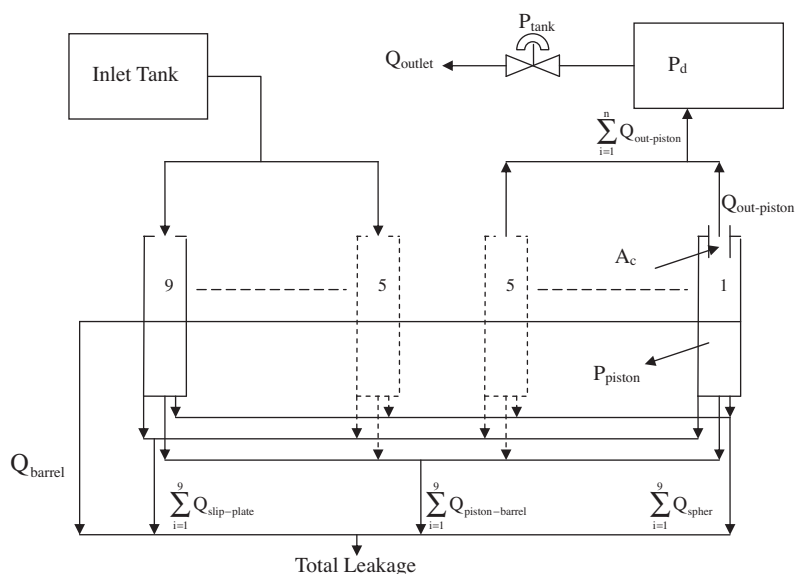 P_tank
Inlet Tank
Q_outlet
P_d
n
∑ Q_out-piston
i=1
Q_out-piston
A_c
9
5
5
1
P_piston
Q_barrel
9
∑ Q_slip–plate
i=1
9
∑ Q_piston–barrel
i=1
9
∑ Q_spher
i=1
Total Leakage